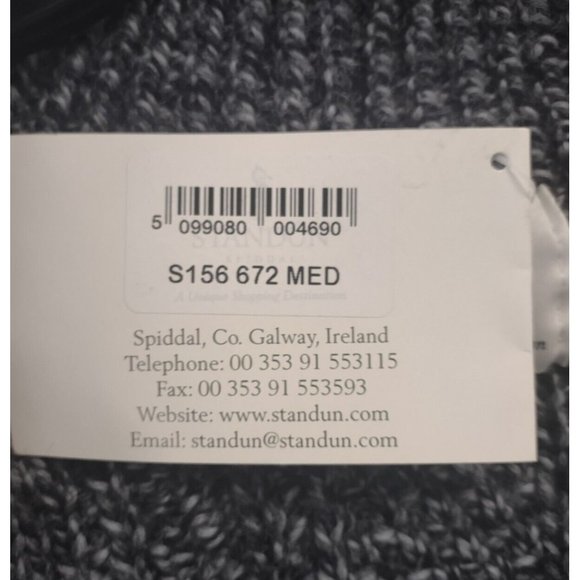 5 099080 004690
STANDUN
SPIDDAL
S156 672 MED
A Unique Shopping Destination
Spiddal, Co. Galway, Ireland
Telephone: 00 353 91 553115
Fax: 00 353 91 553593
Website: www.standun.com
Email: standun@standun.com